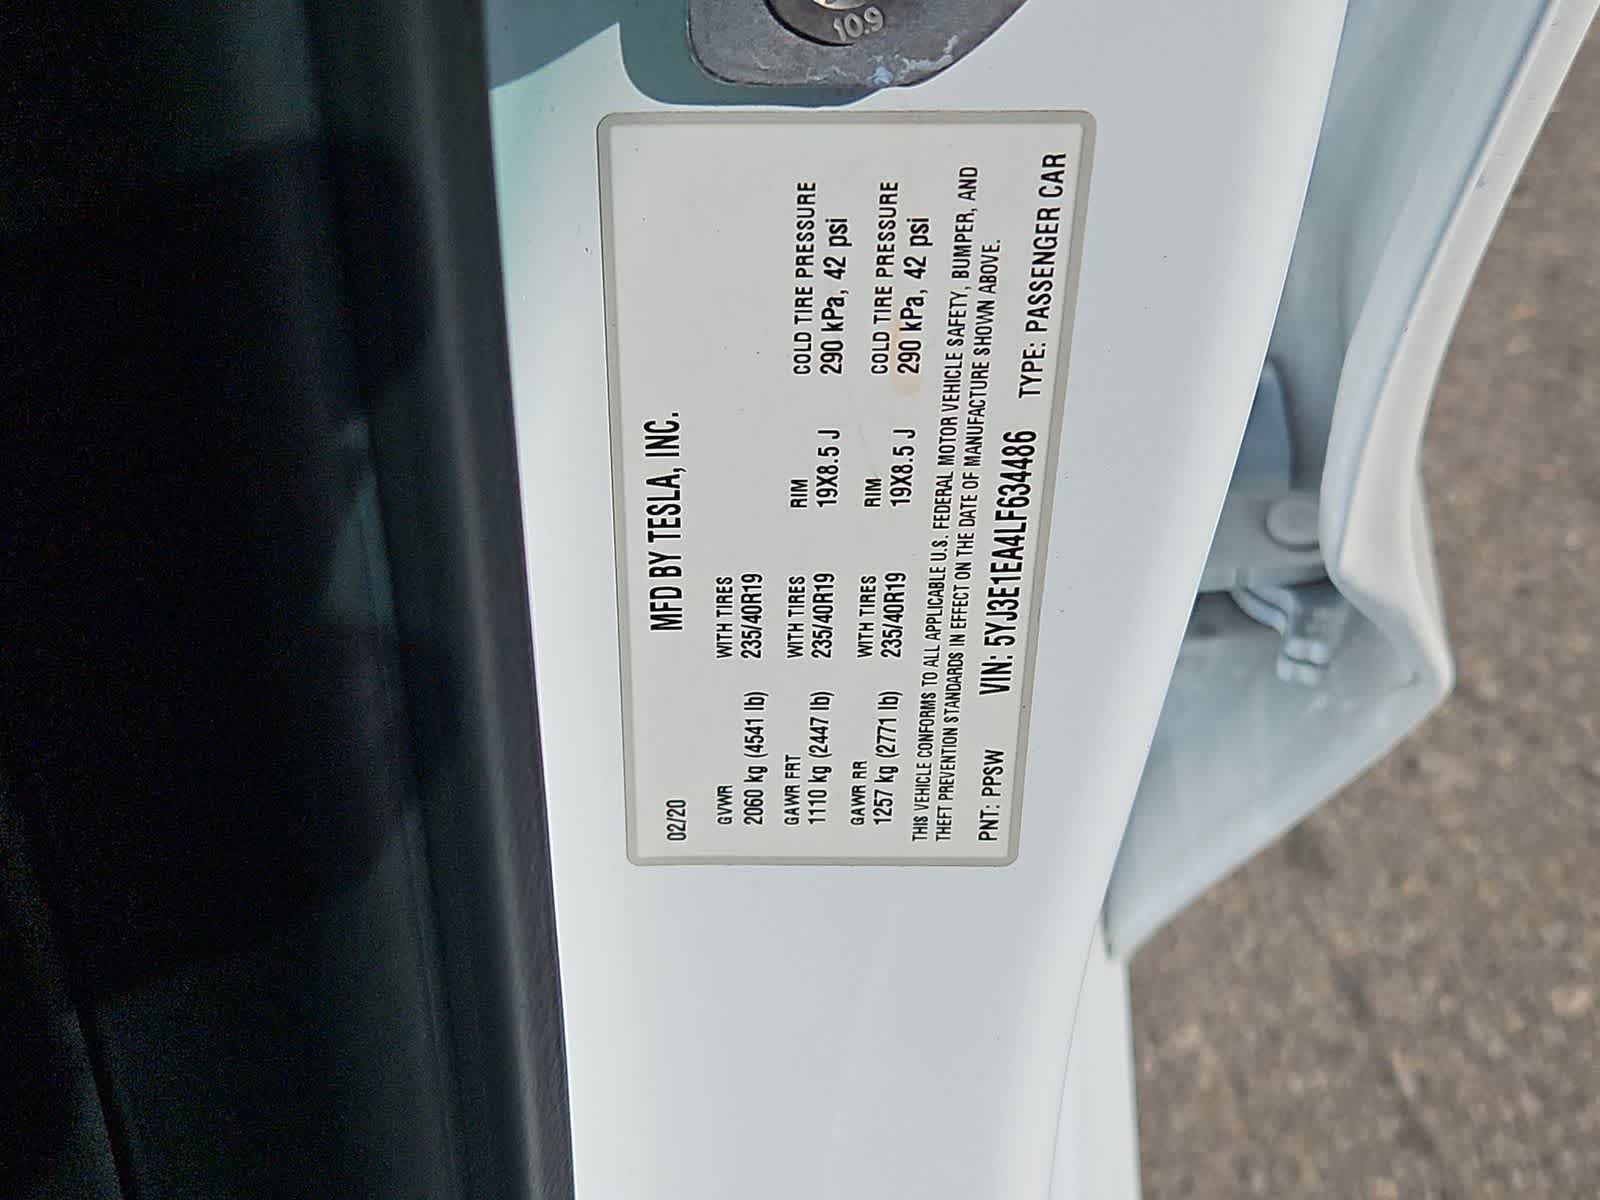 10.9
02/20 MFD BY TESLA, INC.
GVWR WITH TIRES
2060 kg (4541 lb) 235/40R19
GAWR FRT WITH TIRES RIM COLD TIRE PRESSURE
1110 kg (2447 lb) 235/40R19 19X8.5 J 290 kPa, 42 psi
GAWR RR WITH TIRES RIM COLD TIRE PRESSURE
1257 kg (2771 lb) 235/40R19 19X8.5 J 290 kPa, 42 psi
THIS VEHICLE CONFORMS TO ALL APPLICABLE U.S. FEDERAL MOTOR VEHICLE SAFETY, BUMPER, AND
THEFT PREVENTION STANDARDS IN EFFECT ON THE DATE OF MANUFACTURE SHOWN ABOVE.
PNT: PPSW VIN: 5YJ3E1EA4LF634486 TYPE: PASSENGER CAR